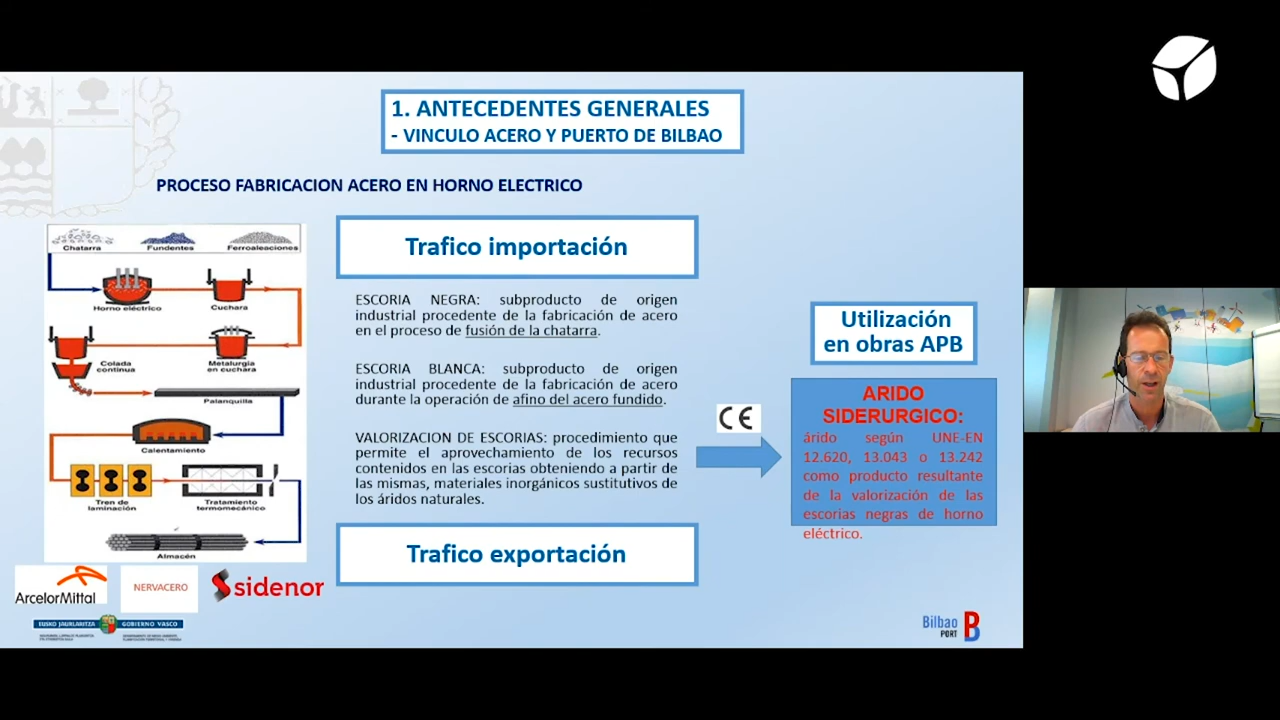 1. ANTECEDENTES GENERALES
- VINCULO ACERO Y PUERTO DE BILBAO
PROCESO FABRICACION ACERO EN HORNO ELECTRICO
Chatarra
Fundentes
Ferroaleaciones
Horno eléctrico
Cuchara
Colada
continua
Metalurgia
en cuchara
Palanquilla
Calentamiento
Tren de
laminación
Tratamiento
termomecánico
Almacén
Trafico importación
ESCORIA NEGRA: subproducto de origen
industrial procedente de la fabricación de acero
en el proceso de fusión de la chatarra.
ESCORIA BLANCA: subproducto de origen
industrial procedente de la fabricación de acero
durante la operación de afino del acero fundido.
VALORIZACION DE ESCORIAS: procedimiento que
permite el aprovechamiento de los recursos
contenidos en las escorias obteniendo a partir de
las mismas, materiales inorgánicos sustitutivos de
los áridos naturales.
Trafico exportación
CE
Utilización
en obras APB
ARIDO
SIDERURGICO:
árido según UNE-EN
12.620, 13.043 o 13.242
como producto resultante
de la valorización de las
escorias negras de horno
eléctrico.
ArcelorMittal
NERVACERO
sidenor
EUSKO JAURLARITZA
GOBIERNO VASCO
Bilbao
PORT
B